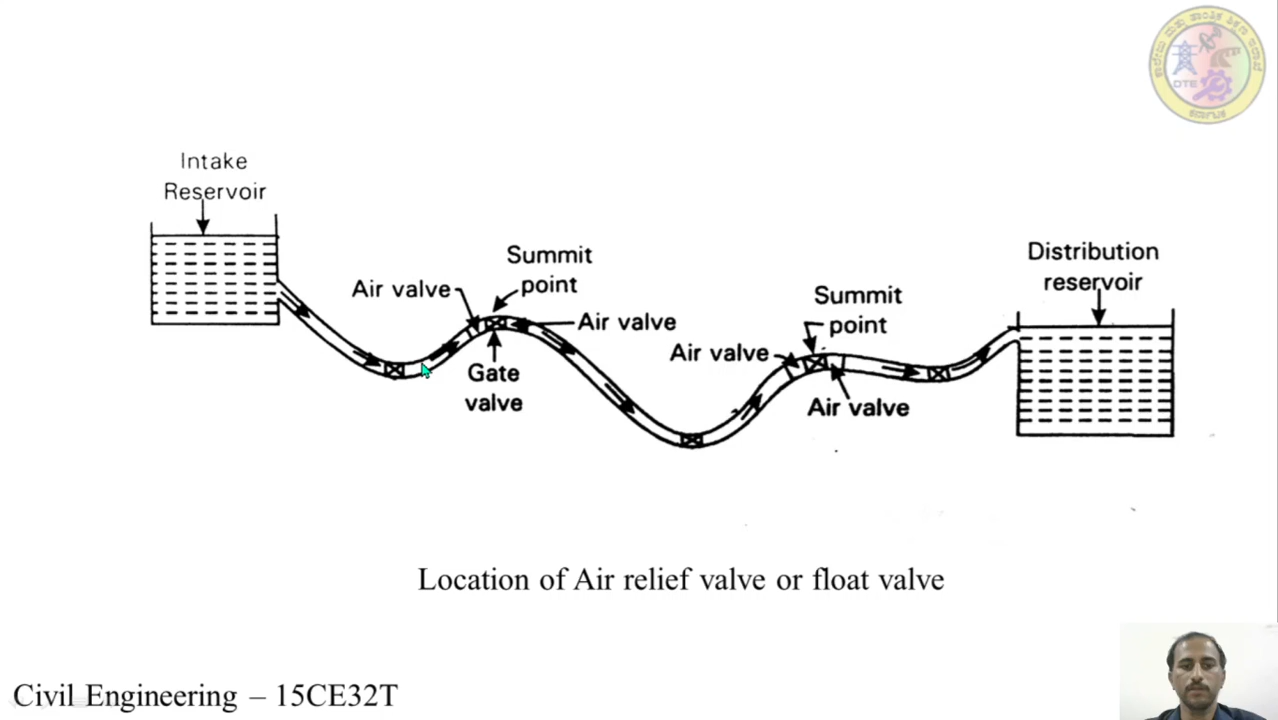 Intake
Reservoir
Summit
point
Air valve
Air valve
Gate
valve
Summit
point
Air valve
Air valve
Distribution
reservoir
Location of Air relief valve or float valve
Civil Engineering – 15CE32T
DTE